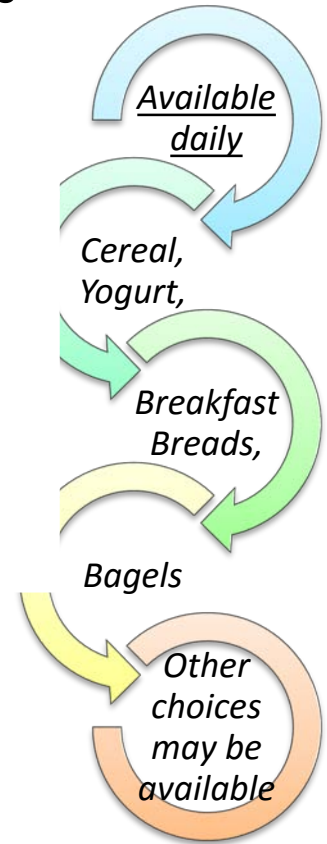 Available
daily
Cereal,
Yogurt,
Breakfast
Breads,
Bagels
Other
choices
may be
available